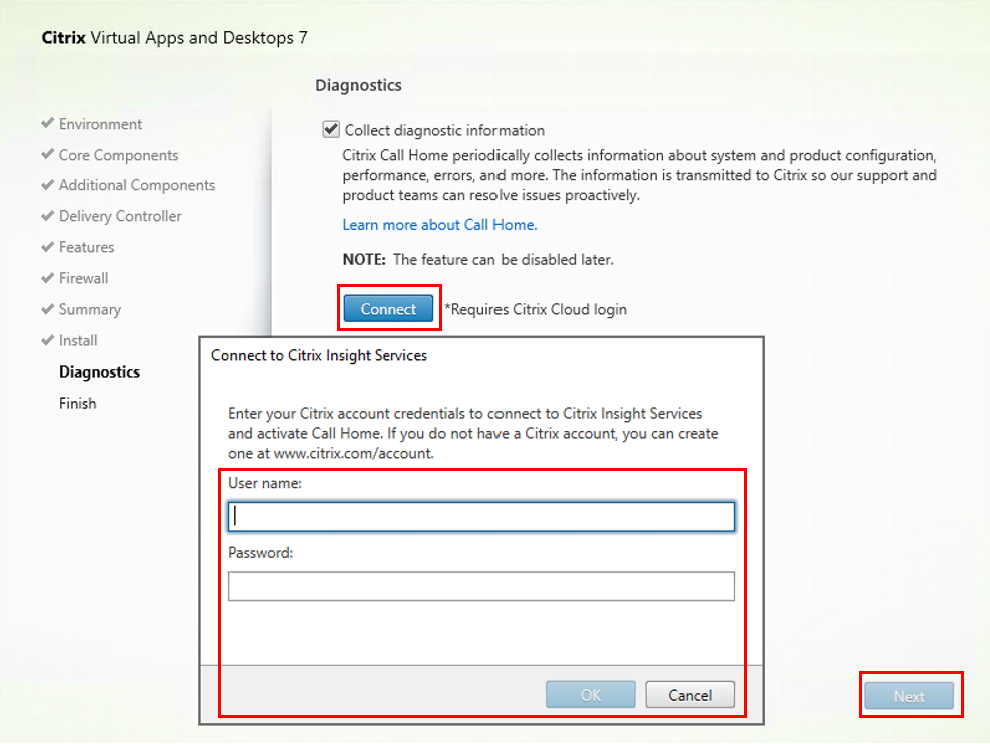 Citrix Virtual Apps and Desktops 7
Diagnostics
Environment
Core Components
Additional Components
Delivery Controller
Features
Firewall
Summary
Install
Diagnostics
Finish
Collect diagnostic information
Citrix Call Home periodically collects information about system and product configuration,
performance, errors, and more. The information is transmitted to Citrix so our support and
product teams can resolve issues proactively.
Learn more about Call Home.
NOTE: The feature can be disabled later.
Connect *Requires Citrix Cloud login
Connect to Citrix Insight Services
Enter your Citrix account credentials to connect to Citrix Insight Services
and activate Call Home. If you do not have a Citrix account, you can create
one at www.citrix.com/account.
User name:
Password:
OK Cancel
Next